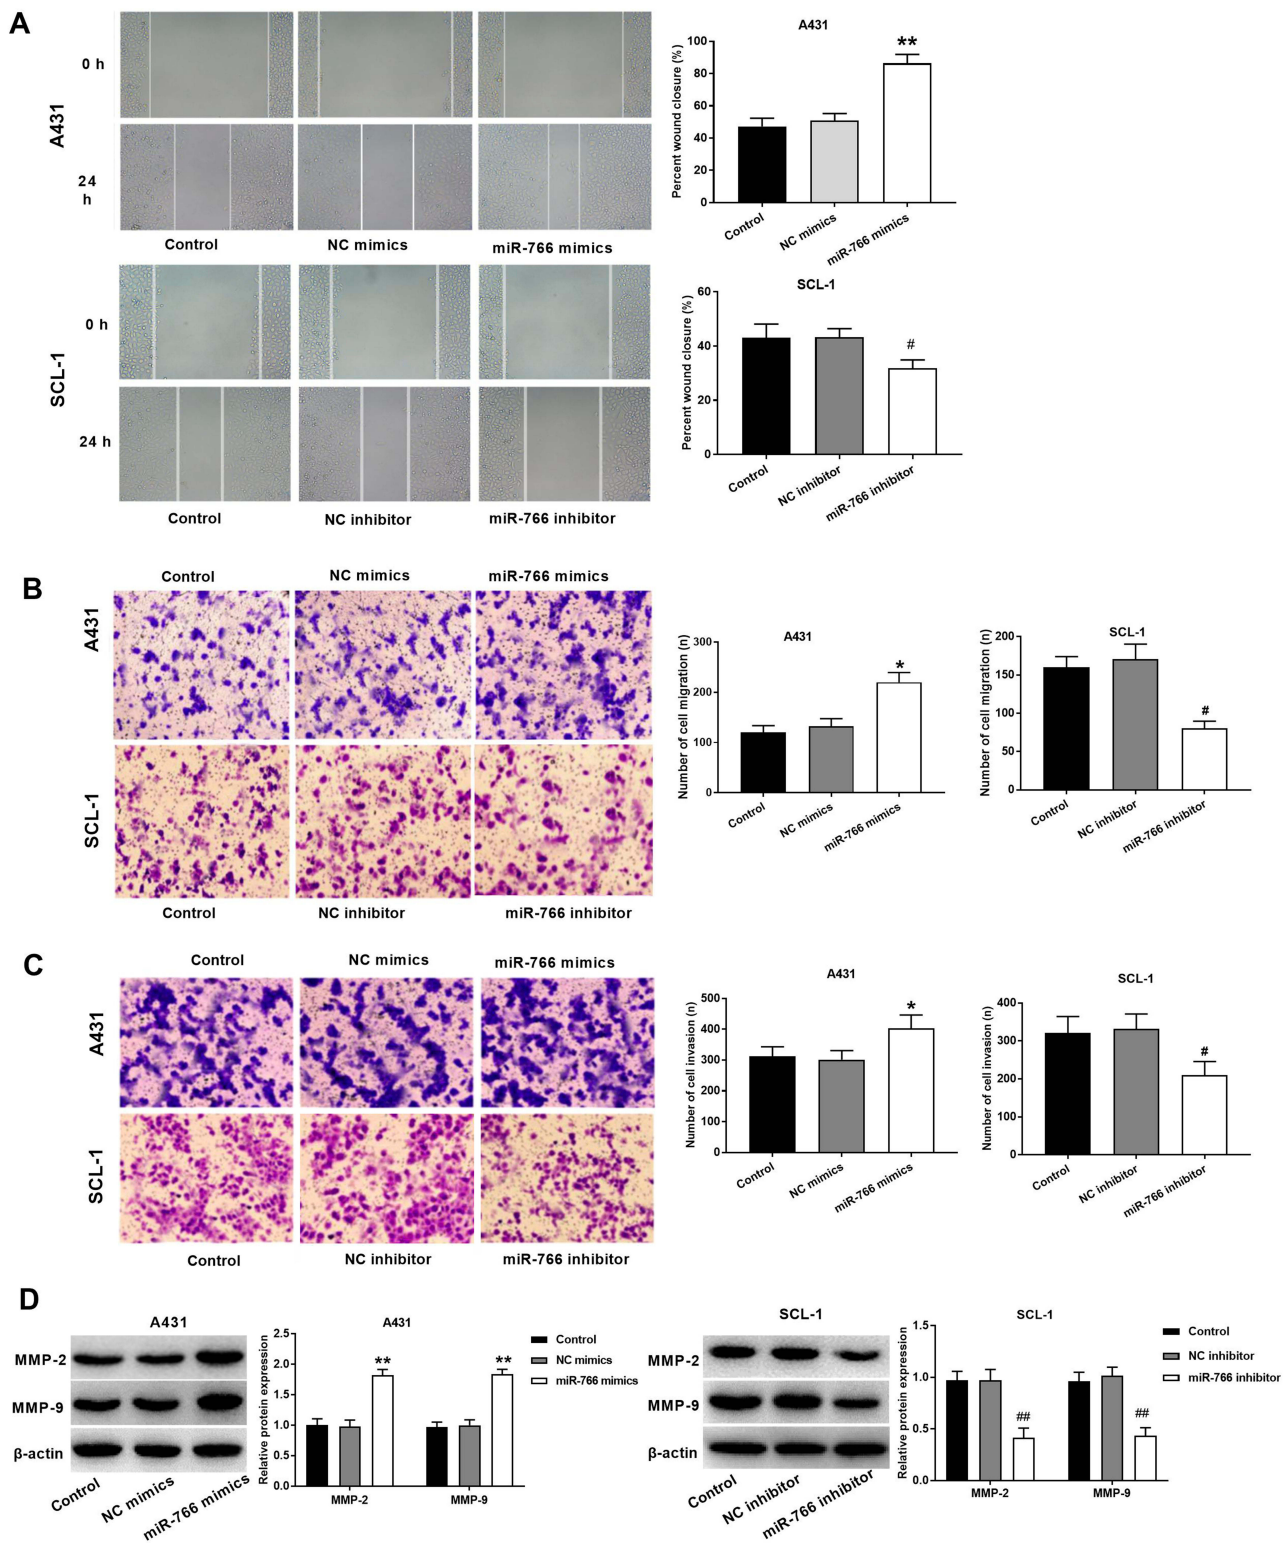 A
A431
0 h
24
h
Control
NC mimics
miR-766 mimics
SCL-1
0 h
24 h
Control
NC inhibitor
miR-766 inhibitor
A431
Percent wound closure (%)
100
80
60
40
20
0
**
Control
NC mimics
miR-766 mimics
SCL-1
Percent wound closure (%)
60
40
20
0
#
Control
NC inhibitor
miR-766 inhibitor
B
Control
NC mimics
miR-766 mimics
A431
SCL-1
Control
NC inhibitor
miR-766 inhibitor
A431
Number of cell migration (n)
300
200
100
0
*
Control
NC mimics
miR-766 mimics
SCL-1
Number of cell migration (n)
200
150
100
50
0
#
Control
NC inhibitor
miR-766 inhibitor
C
Control
NC mimics
miR-766 mimics
A431
SCL-1
Control
NC inhibitor
miR-766 inhibitor
A431
Number of cell invasion (n)
500
400
300
200
100
0
*
Control
NC mimics
miR-766 mimics
SCL-1
Number of cell invasion (n)
400
300
200
100
0
#
Control
NC inhibitor
miR-766 inhibitor
D
A431
MMP-2
MMP-9
β-actin
Control
NC mimics
miR-766 mimics
A431
Relative protein expression
2.5
2.0
1.5
1.0
0.5
0.0
**
**
MMP-2
MMP-9
Control
NC mimics
miR-766 mimics
SCL-1
MMP-2
MMP-9
β-actin
Control
NC inhibitor
miR-766 inhibitor
SCL-1
Relative protein expression
1.5
1.0
0.5
0.0
##
##
MMP-2
MMP-9
Control
NC inhibitor
miR-766 inhibitor